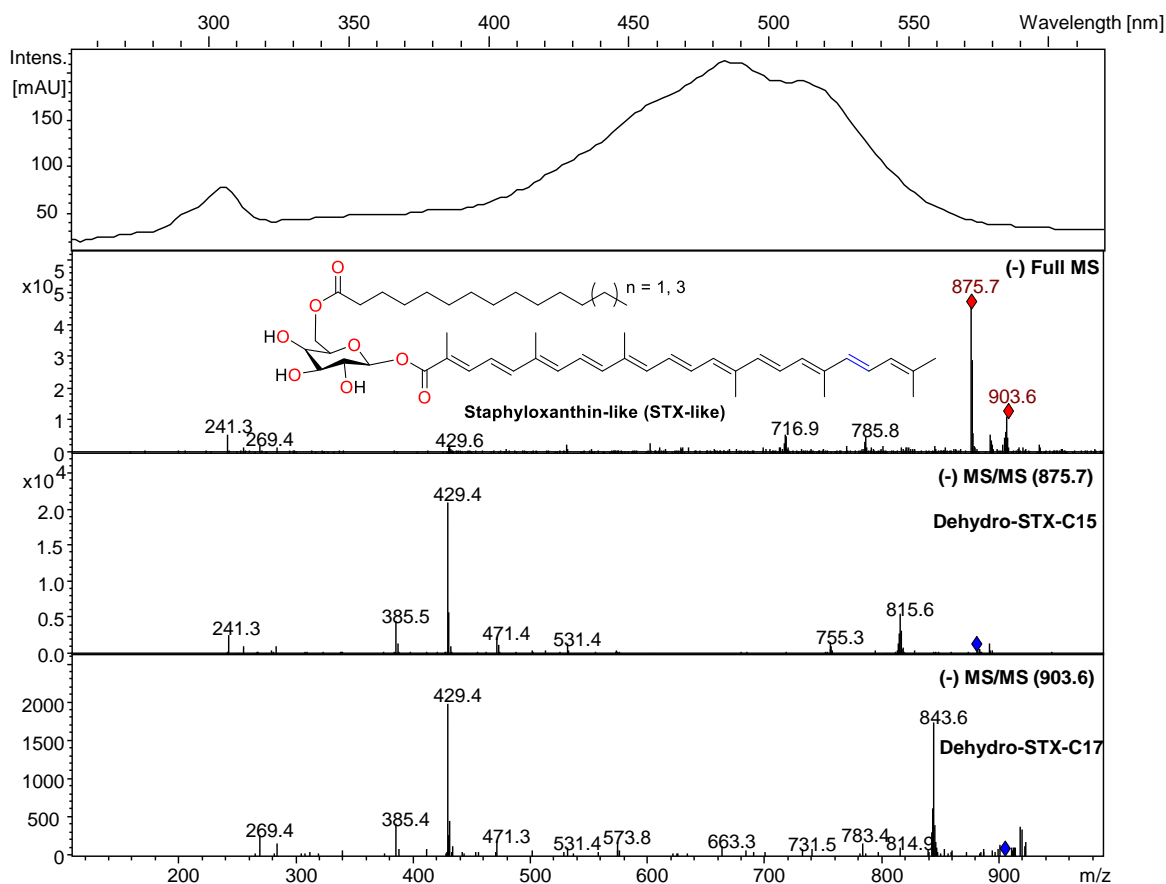 300 350 400 450 500 550 Wavelength [nm]
Intens.
[mAU]
150
100
50
x10⁵
5
4
3
2
1
0
(-) Full MS
875.7
903.6
241.3
269.4
429.6
716.9
785.8
O
n = 1, 3
O
HO
O
O
HO
OH
O
Staphyloxanthin-like (STX-like)
x10⁴
2.0
1.5
1.0
0.5
0.0
(-) MS/MS (875.7)
Dehydro-STX-C15
429.4
241.3
385.5
471.4
531.4
755.3
815.6
2000
1500
1000
500
0
(-) MS/MS (903.6)
Dehydro-STX-C17
429.4
843.6
269.4
385.4
471.3
531.4
573.8
663.3
731.5
783.4
814.9
200 300 400 500 600 700 800 900 m/z